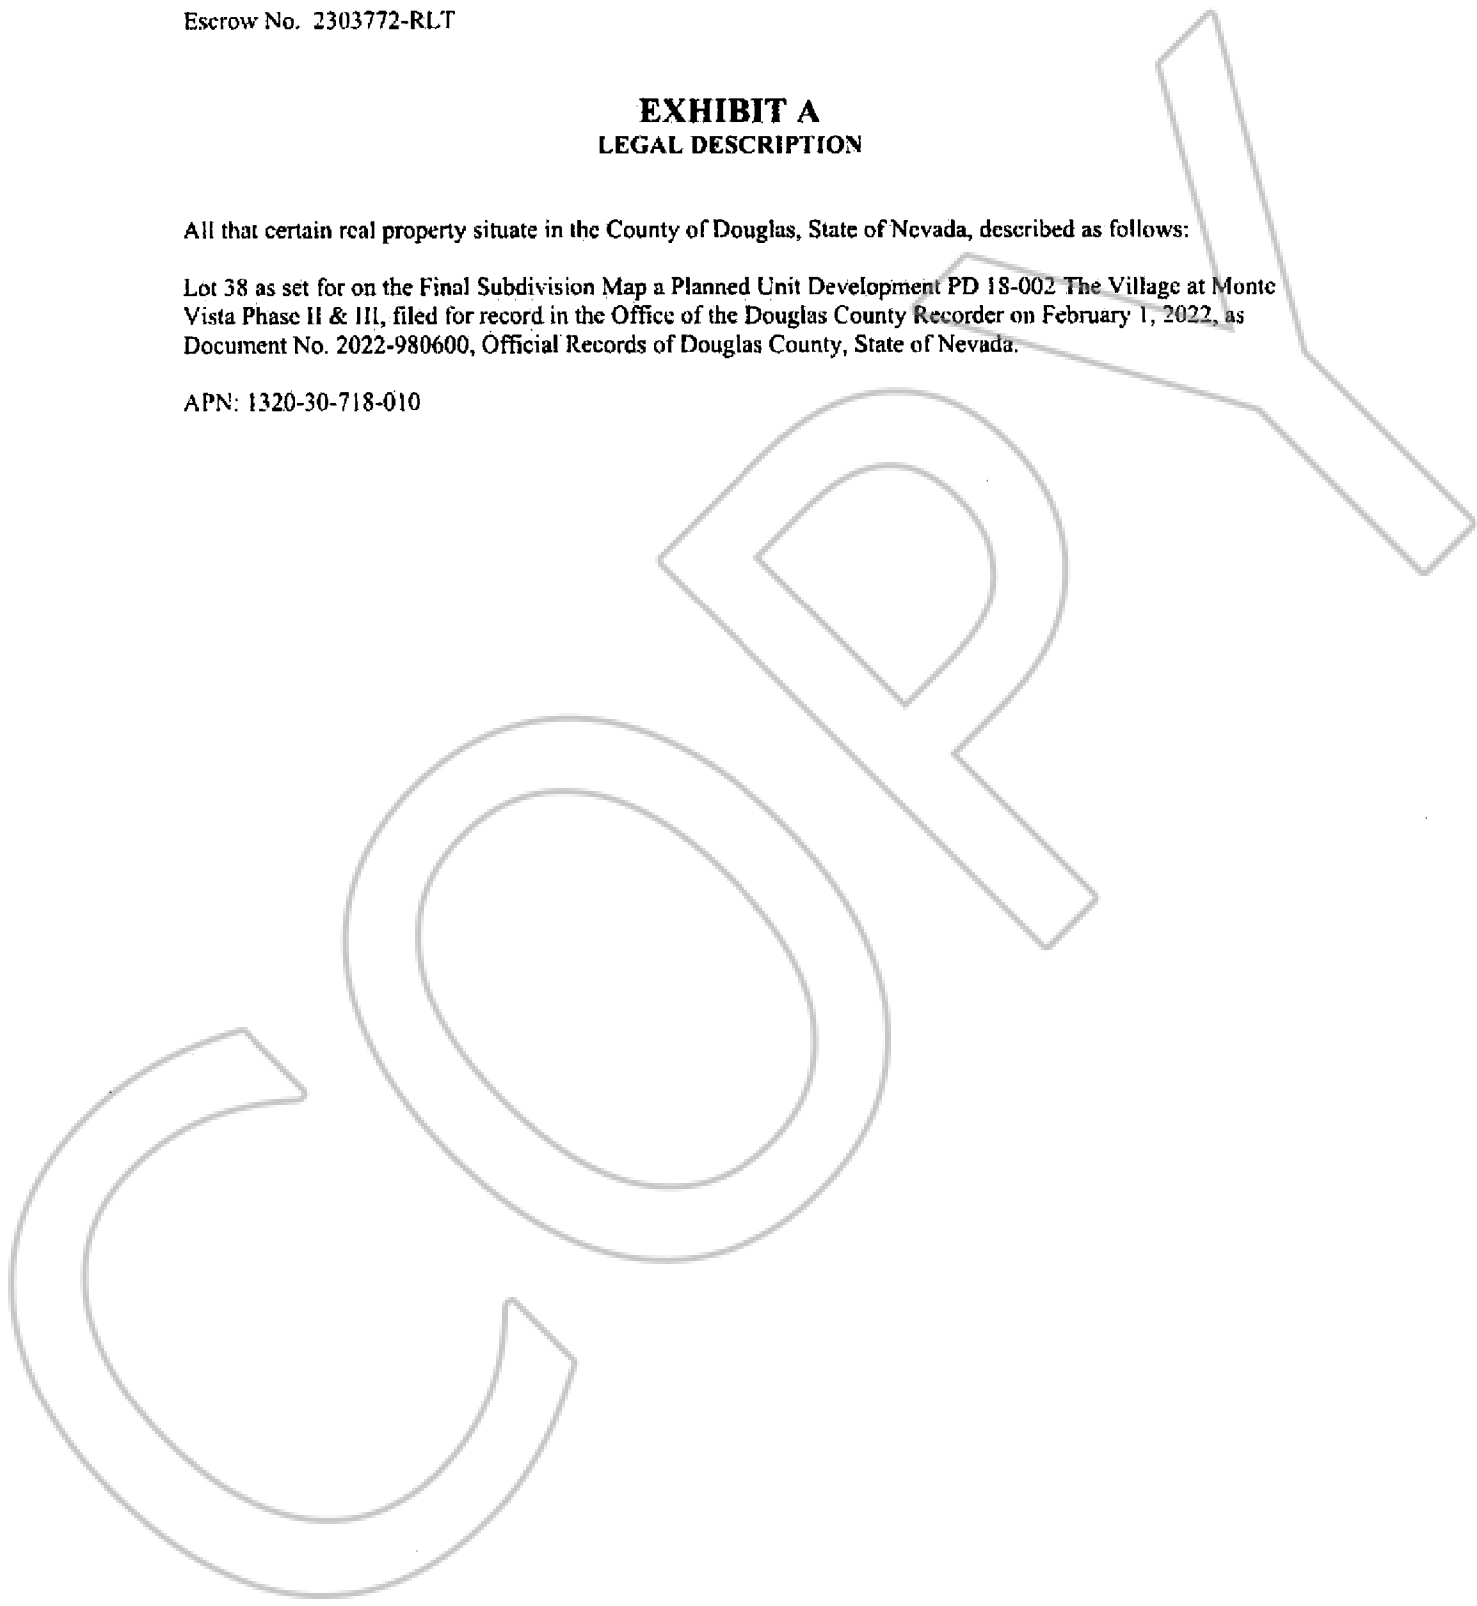 Escrow No. 2303772-RLT
EXHIBIT A
LEGAL DESCRIPTION
All that certain real property situate in the County of Douglas, State of Nevada, described as follows:
Lot 38 as set for on the Final Subdivision Map a Planned Unit Development PD 18-002 The Village at Monte
Vista Phase II & III, filed for record in the Office of the Douglas County Recorder on February 1, 2022, as
Document No. 2022-980600, Official Records of Douglas County, State of Nevada.
APN: 1320-30-718-010
COPY